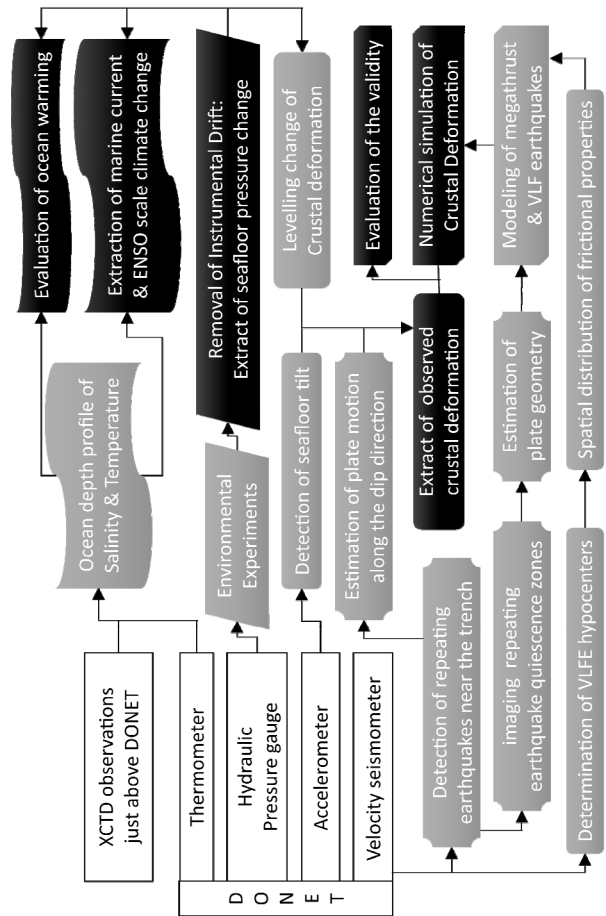 XCTD observations
just above DONET
D O N E T
Thermometer
Hydraulic
Pressure gauge
Accelerometer
Velocity seismometer
Ocean depth profile of
Salinity & Temperature
Environmental
Experiments
Detection of seafloor tilt
Estimation of plate motion
along the dip direction
Detection of repeating
earthquakes near the trench
imaging repeating
earthquake quiescence zones
Determination of VLFE hypocenters
Evaluation of ocean warming
Extraction of marine current
& ENSO scale climate change
Removal of Instrumental Drift:
Extract of seafloor pressure change
Levelling change of
Crustal deformation
Extract of observed
crustal deformation
Evaluation of the validity
Numerical simulation of
Crustal Deformation
Estimation of
plate geometry
Modeling of megathrust
& VLF earthquakes
Spatial distribution of frictional properties